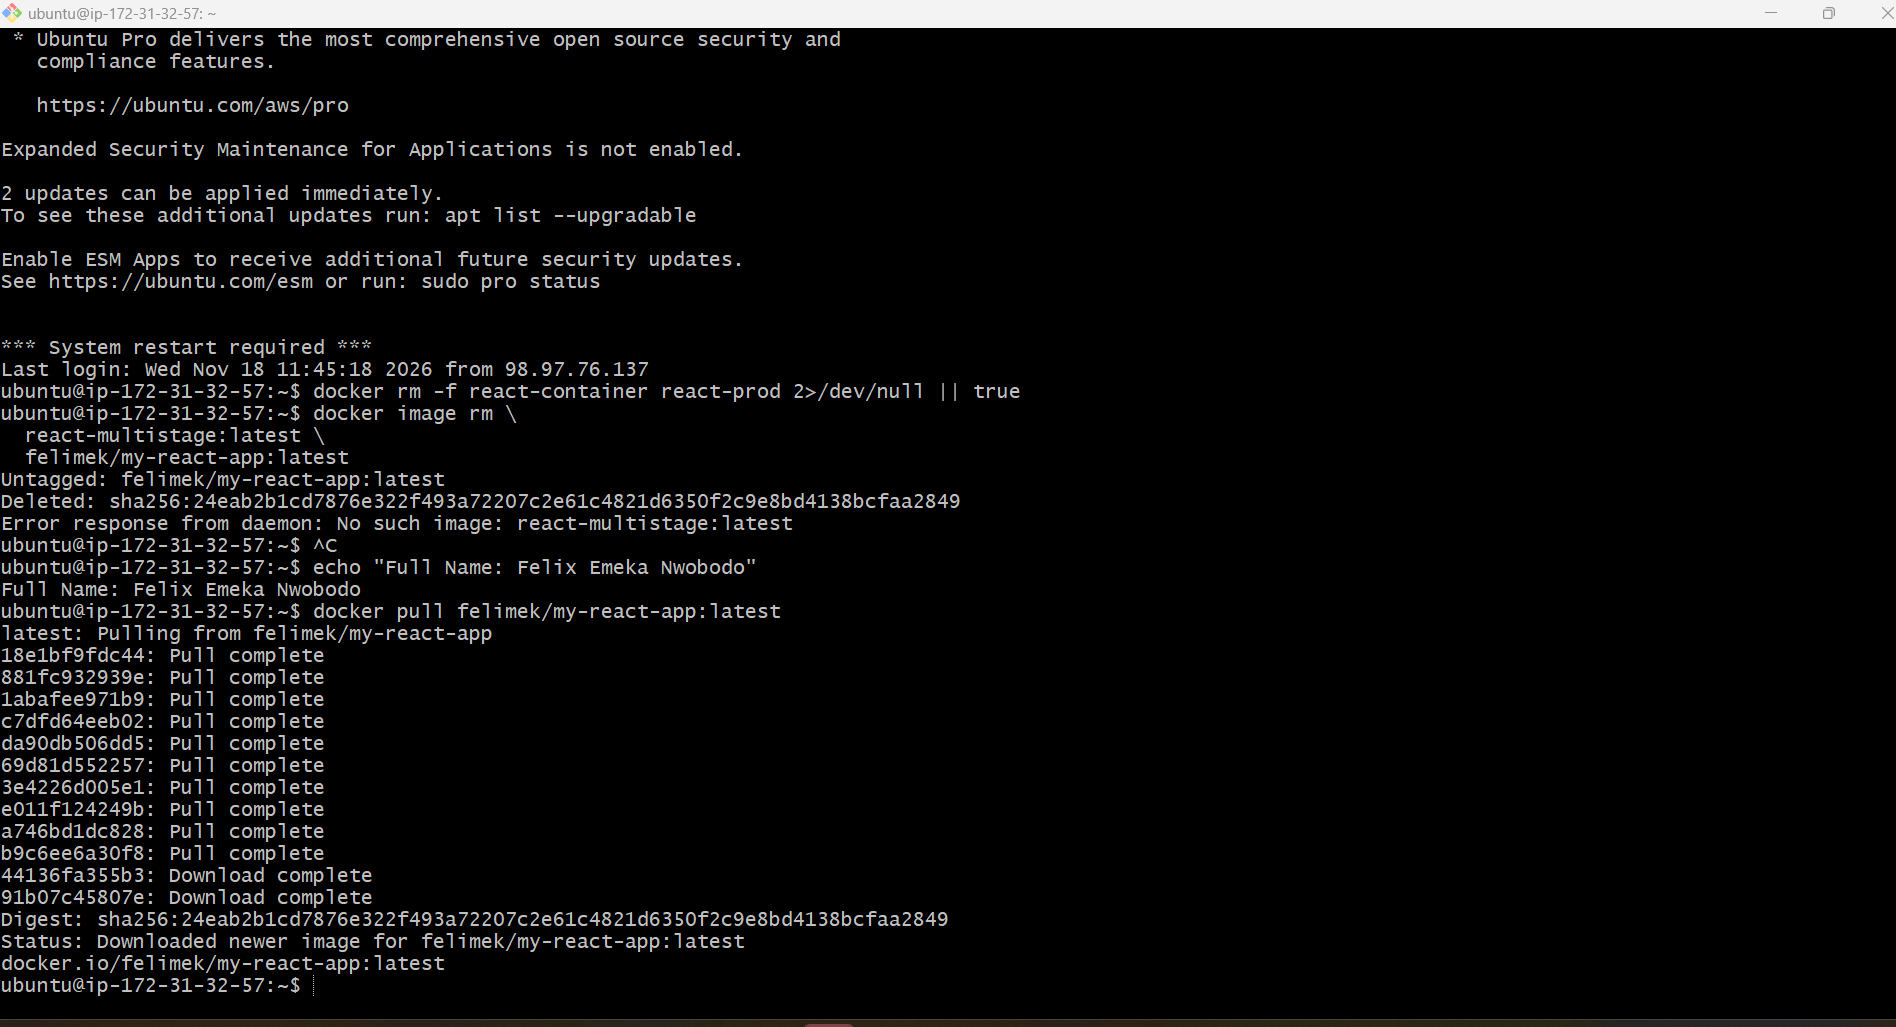 ubuntu@ip-172-31-32-57: ~
* Ubuntu Pro delivers the most comprehensive open source security and
compliance features.
https://ubuntu.com/aws/pro
Expanded Security Maintenance for Applications is not enabled.
2 updates can be applied immediately.
To see these additional updates run: apt list --upgradable
Enable ESM Apps to receive additional future security updates.
See https://ubuntu.com/esm or run: sudo pro status
*** System restart required ***
Last login: Wed Nov 18 11:45:18 2026 from 98.97.76.137
ubuntu@ip-172-31-32-57:~$ docker rm -f react-container react-prod 2>/dev/null || true
ubuntu@ip-172-31-32-57:~$ docker image rm \
react-multistage:latest \
felimek/my-react-app:latest
Untagged: felimek/my-react-app:latest
Deleted: sha256:24eab2b1cd7876e322f493a72207c2e61c4821d6350f2c9e8bd4138bcfaa2849
Error response from daemon: No such image: react-multistage:latest
ubuntu@ip-172-31-32-57:~$ ^C
ubuntu@ip-172-31-32-57:~$ echo "Full Name: Felix Emeka Nwobodo"
Full Name: Felix Emeka Nwobodo
ubuntu@ip-172-31-32-57:~$ docker pull felimek/my-react-app:latest
latest: Pulling from felimek/my-react-app
18e1bf9fdc44: Pull complete
881fc932939e: Pull complete
1abafee971b9: Pull complete
c7dfd64eeb02: Pull complete
da90db506dd5: Pull complete
69d81d552257: Pull complete
3e4226d005e1: Pull complete
e011f124249b: Pull complete
a746bd1dc828: Pull complete
b9c6ee6a30f8: Pull complete
44136fa355b3: Download complete
91b07c45807e: Download complete
Digest: sha256:24eab2b1cd7876e322f493a72207c2e61c4821d6350f2c9e8bd4138bcfaa2849
Status: Downloaded newer image for felimek/my-react-app:latest
docker.io/felimek/my-react-app:latest
ubuntu@ip-172-31-32-57:~$